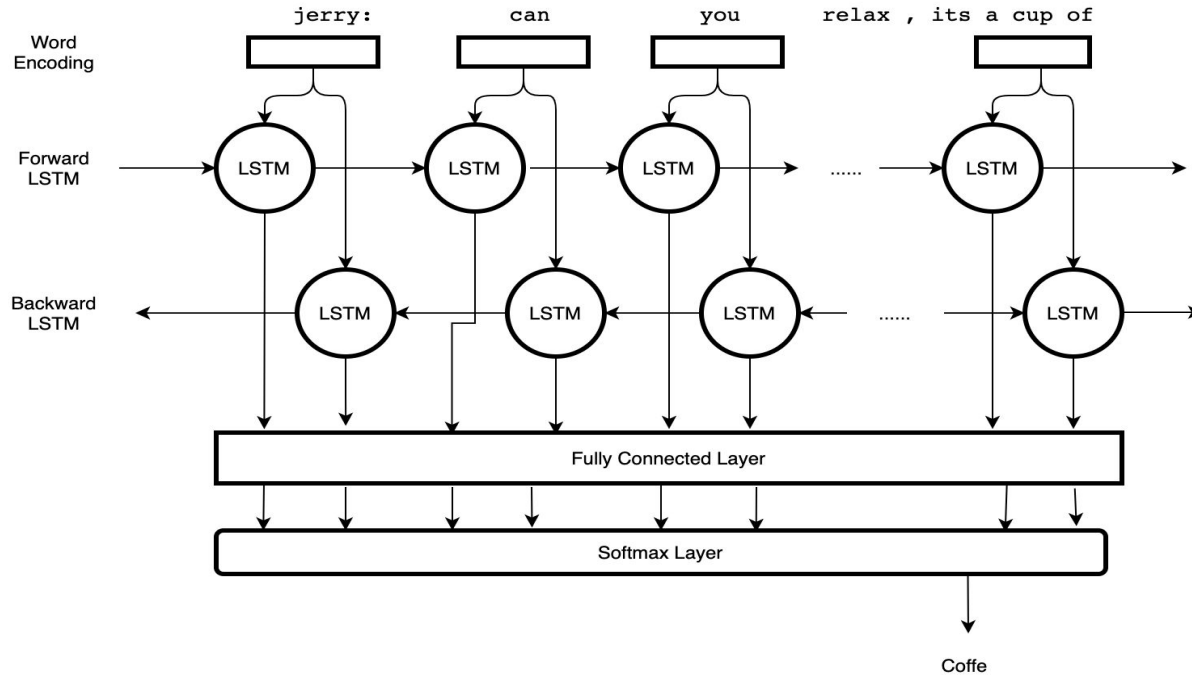 jerry: can you relax , its a cup of
Word
Encoding
Forward
LSTM
LSTM LSTM LSTM ...... LSTM
Backward
LSTM
LSTM LSTM LSTM ...... LSTM
Fully Connected Layer
Softmax Layer
Coffe